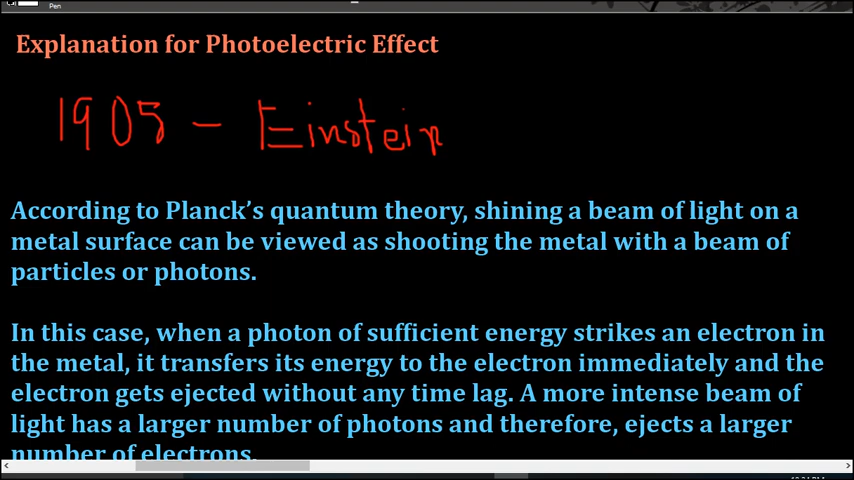 Pen
Explanation for Photoelectric Effect
1905 - Einstein
According to Planck's quantum theory, shining a beam of light on a
metal surface can be viewed as shooting the metal with a beam of
particles or photons.
In this case, when a photon of sufficient energy strikes an electron in
the metal, it transfers its energy to the electron immediately and the
electron gets ejected without any time lag. A more intense beam of
light has a larger number of photons and therefore, ejects a larger
number of electrons.